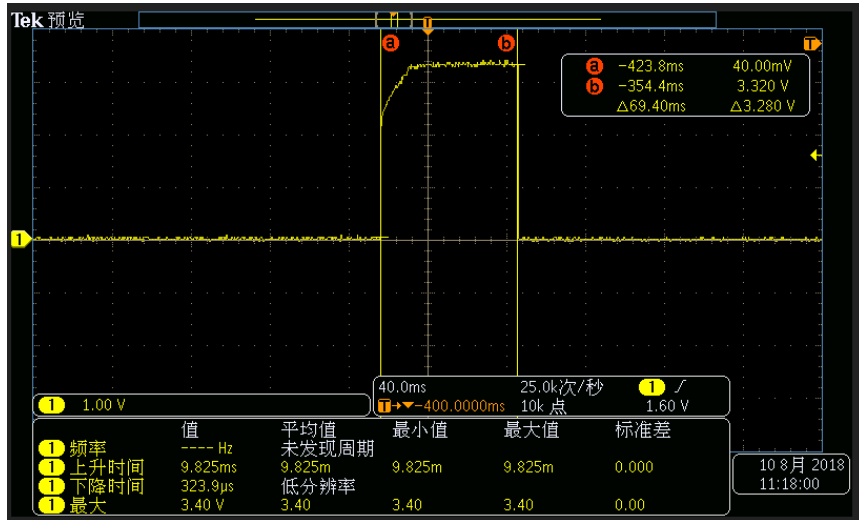 Tek 预览
T
a b T
a -423.8ms 40.00mV
b -354.4ms 3.320 V
△69.40ms △3.280 V
1
40.0ms 25.0k次/秒 1
1 1.00 V
T→▼-400.0000ms 10k 点 1.60 V
值 平均值 最小值 最大值 标准差
1 频率 ---- Hz 未发现周期
1 上升时间 9.825ms 9.825m 9.825m 9.825m 0.000
1 下降时间 323.9µs 低分辨率
1 最大 3.40 V 3.40 3.40 3.40 0.00
10 8月 2018
11:18:00